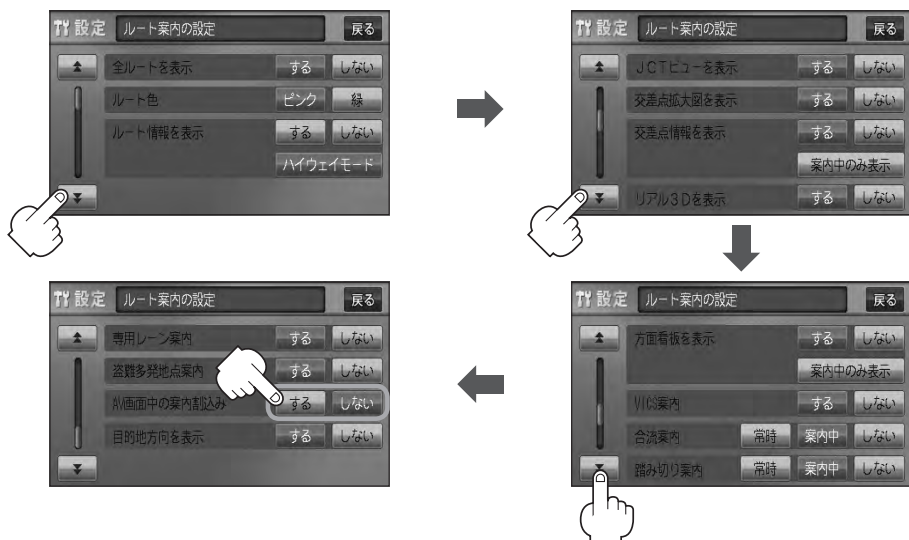 設定 ルート案内の設定 戻る
全ルートを表示 する しない
ルート色 ピンク 緑
ルート情報を表示 する しない
ハイウェイモード
設定 ルート案内の設定 戻る
JCTビューを表示 する しない
交差点拡大図を表示 する しない
交差点情報を表示 する しない
案内中のみ表示
リアル3Dを表示 する しない
設定 ルート案内の設定 戻る
方面看板を表示 する しない
案内中のみ表示
VICS案内 する しない
合流案内 常時 案内中 しない
踏み切り案内 常時 案内中 しない
設定 ルート案内の設定 戻る
専用レーン案内 する しない
盗難多発地点案内 する しない
AV画面中の案内割込み する しない
目的地方向を表示 する しない